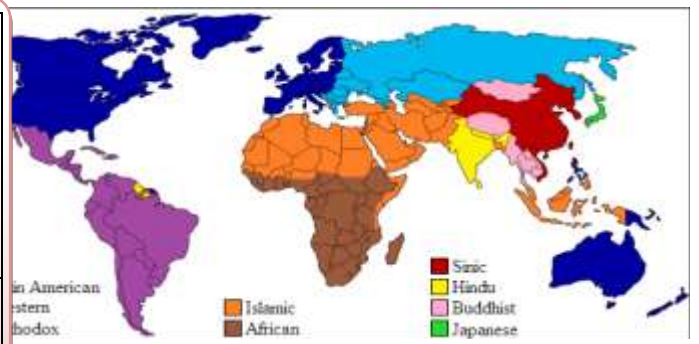 in American
estern
hodox
Islamic
African
Sinic
Hindu
Buddhist
Japanese